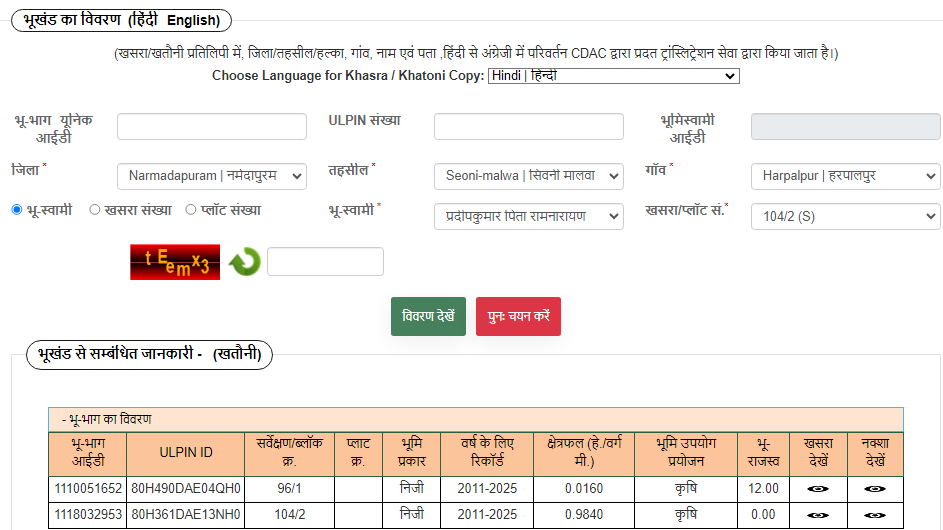 भूखंड का विवरण (हिंदी English)
(खसरा/खतौनी प्रतिलिपी में, जिला/तहसील/हल्का, गांव, नाम एवं पता ,हिंदी से अंग्रेजी में परिवर्तन CDAC द्वारा प्रदत ट्रांस्लिट्रेशन सेवा द्वारा किया जाता है।)
Choose Language for Khasra / Khatoni Copy: Hindi | हिन्दी
भू-भाग यूनिक आईडी ULPIN संख्या भूमिस्वामी आईडी
जिला * Narmadapuram | नर्मदापुरम तहसील * Seoni-malwa | सिवनी मालवा गाँव * Harpalpur | हरपालपुर
भू-स्वामी खसरा संख्या प्लॉट संख्या भू-स्वामी * प्रदीपकुमार पिता रामनारायण खसरा/प्लॉट सं.* 104/2 (S)
t E e m x 3
विवरण देखें पुनः चयन करें
भूखंड से सम्बंधित जानकारी - (खतौनी)
- भू-भाग का विवरण
भू-भाग आईडी ULPIN ID सर्वेक्षण/ब्लॉक क्र. प्लाट क्र. भूमि प्रकार वर्ष के लिए रिकॉर्ड क्षेत्रफल (हे./वर्ग मी.) भूमि उपयोग प्रयोजन भू-राजस्व खसरा देखें नक्शा देखें
1110051652 80H490DAE04QH0 96/1 निजी 2011-2025 0.0160 कृषि 12.00
1118032953 80H361DAE13NH0 104/2 निजी 2011-2025 0.9840 कृषि 0.00